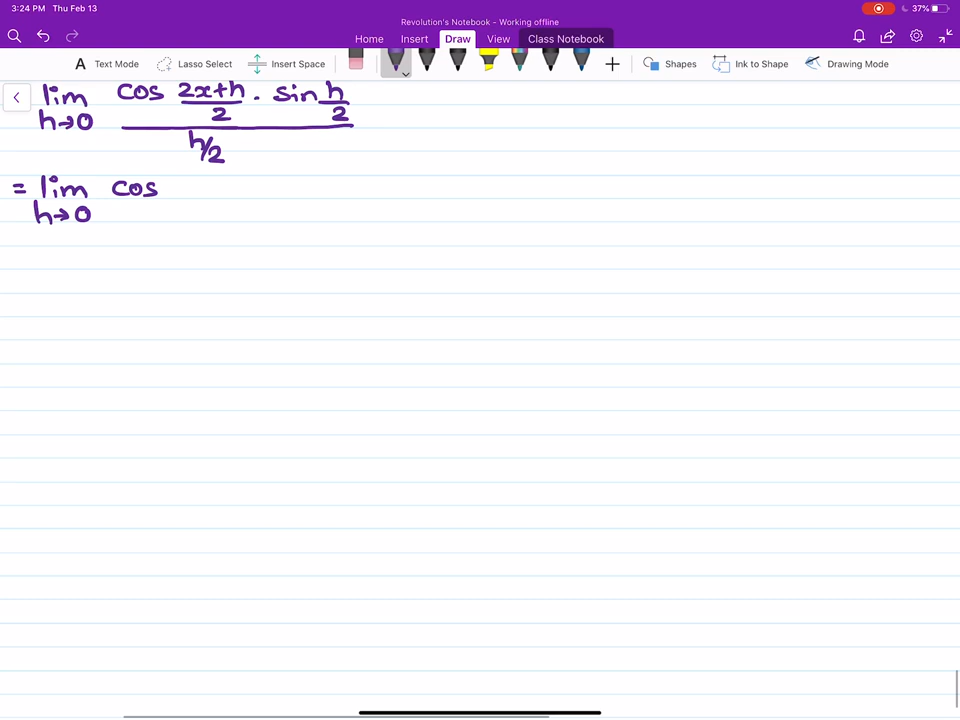 3:24 PM Thu Feb 13
37%
Revolution's Notebook - Working offline
Home Insert Draw View Class Notebook
A Text Mode Lasso Select Insert Space Shapes Ink to Shape Drawing Mode
lim cos 2x+h . sin h
h→0 2 2
h/2
= lim cos
h→0